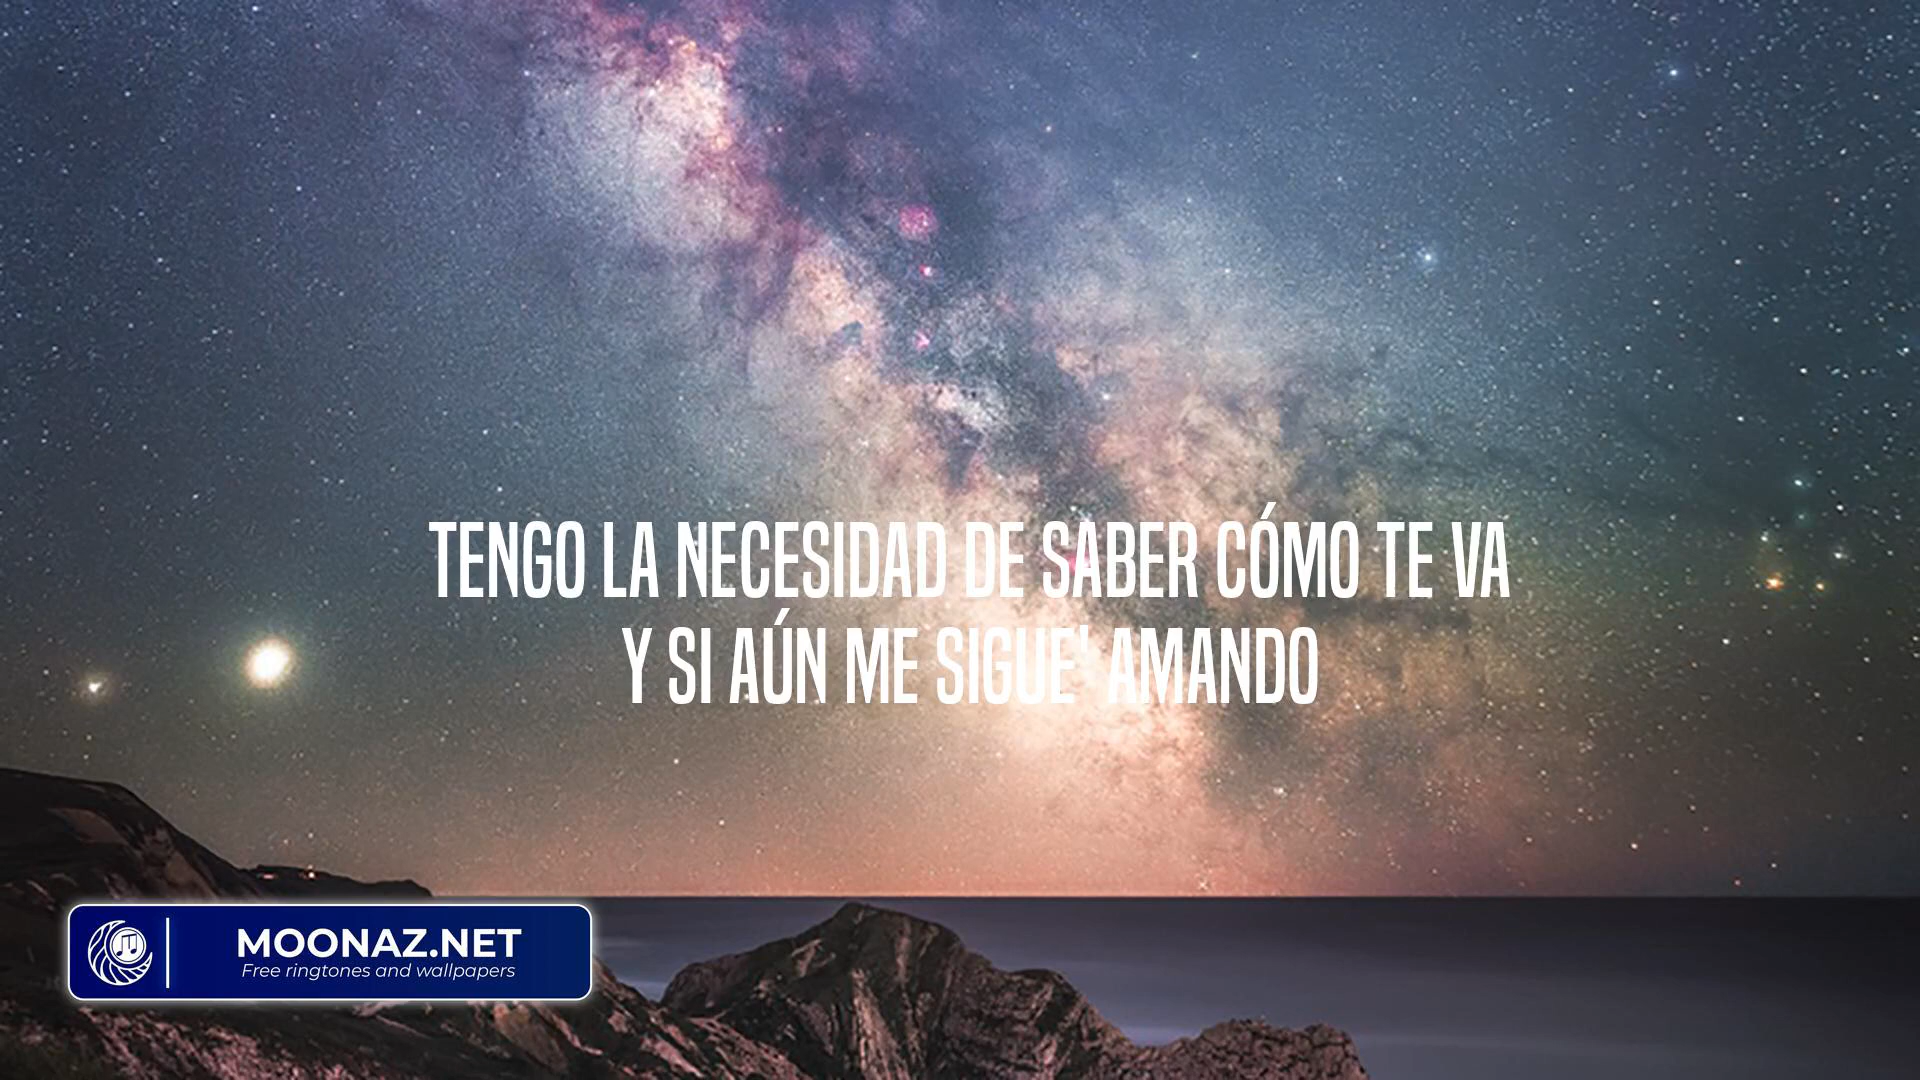 TENGO LA NECESIDAD DE SABER CÓMO TE VA
Y SI AÚN ME SIGUE' AMANDO
MOONAZ.NET
Free ringtones and wallpapers